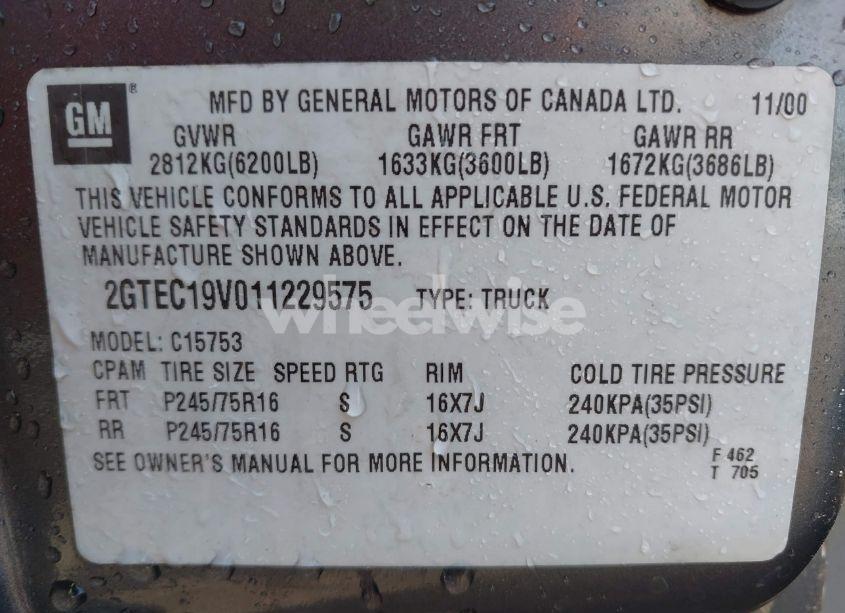 GM ® MFD BY GENERAL MOTORS OF CANADA LTD. 11/00
GVWR GAWR FRT GAWR RR
2812KG(6200LB) 1633KG(3600LB) 1672KG(3686LB)
THIS VEHICLE CONFORMS TO ALL APPLICABLE U.S. FEDERAL MOTOR
VEHICLE SAFETY STANDARDS IN EFFECT ON THE DATE OF
MANUFACTURE SHOWN ABOVE.
2GTEC19V011229575 TYPE: TRUCK
wheelwise
MODEL: C15753
CPAM TIRE SIZE SPEED RTG RIM COLD TIRE PRESSURE
FRT P245/75R16 S 16X7J 240KPA(35PSI)
RR P245/75R16 S 16X7J 240KPA(35PSI)
SEE OWNER'S MANUAL FOR MORE INFORMATION. F 462
T 705